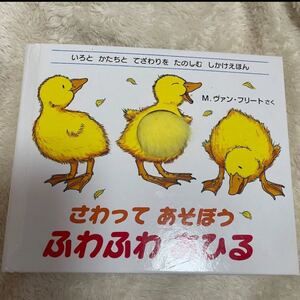 いろと かたちと てざわりを たのしむ しかけえほん
M.ヴァン・フリート さく
さわって あそぼう
ふわふわあひる